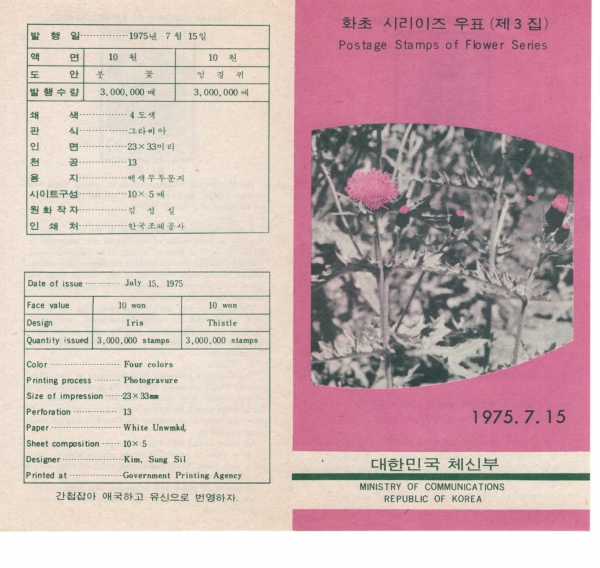 발 행 일 ············· 1975년 7월 15일
액 면 10 원 10 원
도 안 붓 꽃 엉 겅 퀴
발 행 수 량 3,000,000 매 3,000,000 매
쇄 색 ············· 4 도색
판 식 ············· 그라비아
인 면 ············· 23×33미리
천 공 ············· 13
용 지 ············· 백색무투문지
시이트구성 ············· 10×5 매
원 화 작 자 ············· 김 성 실
인 쇄 처 ············· 한국조폐공사
Date of issue ············ July 15, 1975
Face value 10 won 10 won
Design Iris Thistle
Quantity issued 3,000,000 stamps 3,000,000 stamps
Color ······················ Four colors
Printing process ········ Photogravure
Size of impression ······ 23×33mm
Perforation ················ 13
Paper ······················ White Unwmkd,
Sheet composition ······ 10×5
Designer ··················· Kim, Sung Sil
Printed at ················· Government Printing Agency
간첩잡아 애국하고 유신으로 번영하자.
화초 시리이즈 우표 (제 3 집)
Postage Stamps of Flower Series
1975. 7. 15
대한민국 체신부
MINISTRY OF COMMUNICATIONS
REPUBLIC OF KOREA